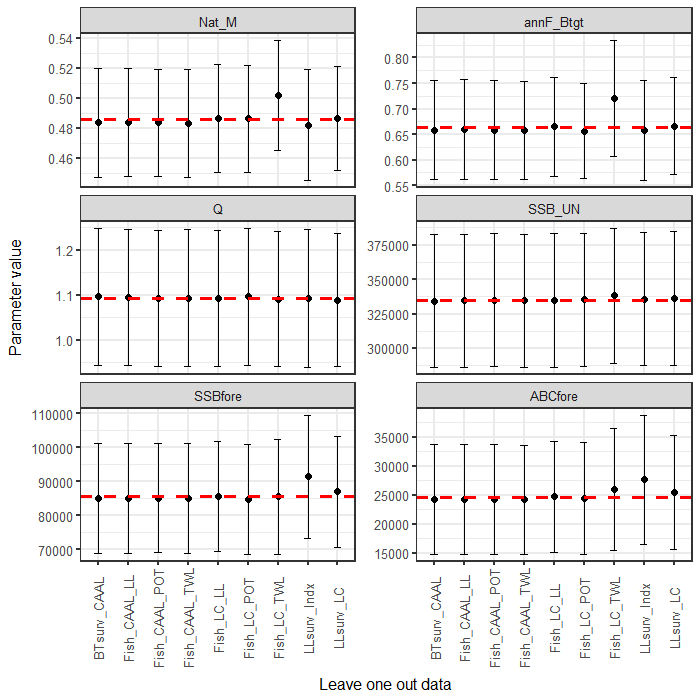 Nat_M
annF_Btgt
0.54
0.52
0.50
0.48
0.46
0.80
0.75
0.70
0.65
0.60
0.55
Q
SSB_UN
1.2
1.1
1.0
375000
350000
325000
300000
SSBfore
ABCfore
110000
100000
90000
80000
70000
35000
30000
25000
20000
15000
Parameter value
BTsurv_CAAL
Fish_CAAL_LL
Fish_CAAL_POT
Fish_CAAL_TWL
Fish_LC_LL
Fish_LC_POT
Fish_LC_TWL
LLsurv_Indx
LLsurv_LC
BTsurv_CAAL
Fish_CAAL_LL
Fish_CAAL_POT
Fish_CAAL_TWL
Fish_LC_LL
Fish_LC_POT
Fish_LC_TWL
LLsurv_Indx
LLsurv_LC
Leave one out data